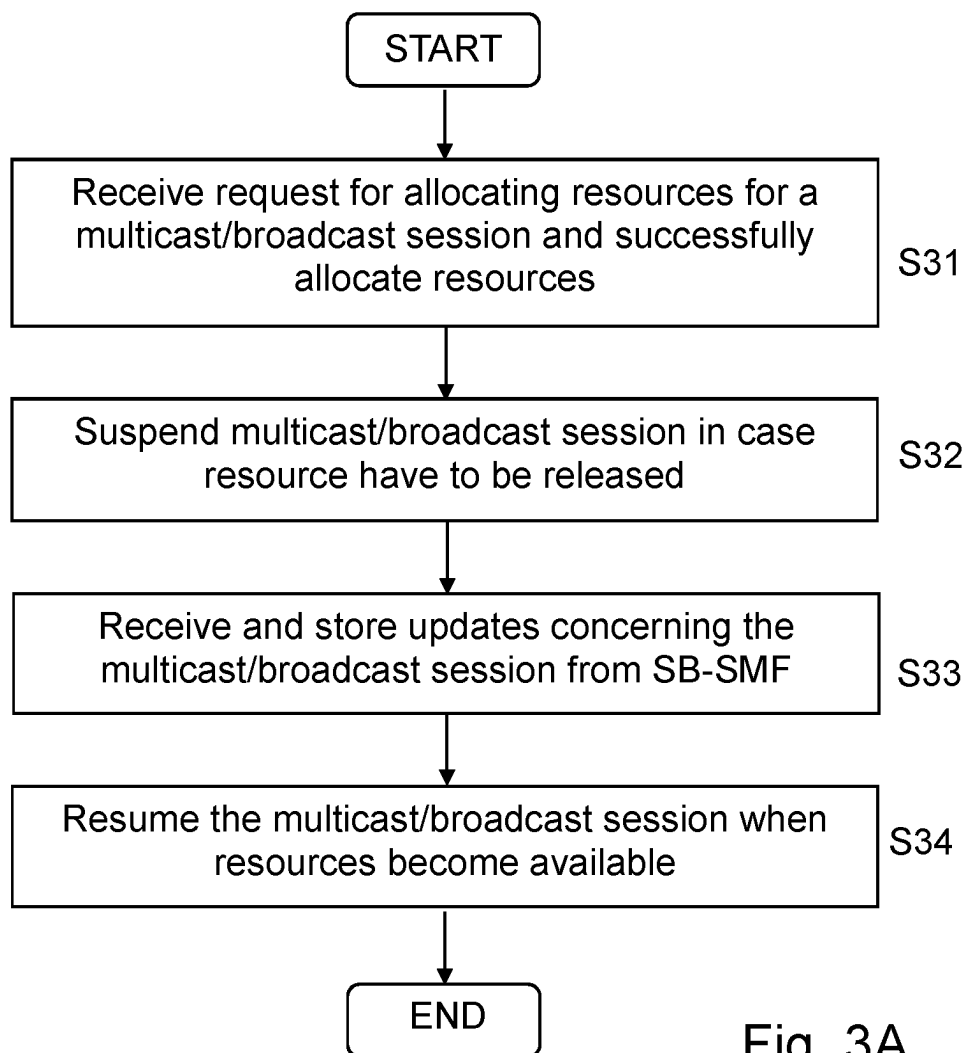 START
Receive request for allocating resources for a
multicast/broadcast session and successfully
allocate resources
S31
Suspend multicast/broadcast session in case
resource have to be released
S32
Receive and store updates concerning the
multicast/broadcast session from SB-SMF
S33
Resume the multicast/broadcast session when
resources become available
S34
END
Fig. 3A